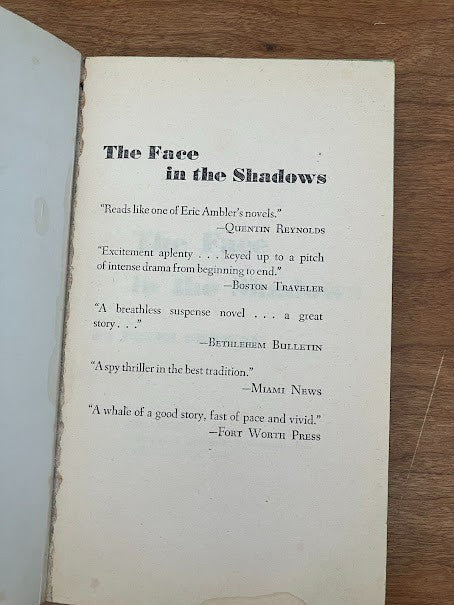 The Face
in the Shadows
“Reads like one of Eric Ambler's novels.”
—Quentin Reynolds
“Excitement aplenty . . . keyed up to a pitch
of intense drama from beginning to end.”
—Boston Traveler
“A breathless suspense novel . . . a great
story . . .”
—Bethlehem Bulletin
“A spy thriller in the best tradition.”
—Miami News
“A whale of a good story, fast of pace and vivid.”
—Fort Worth Press